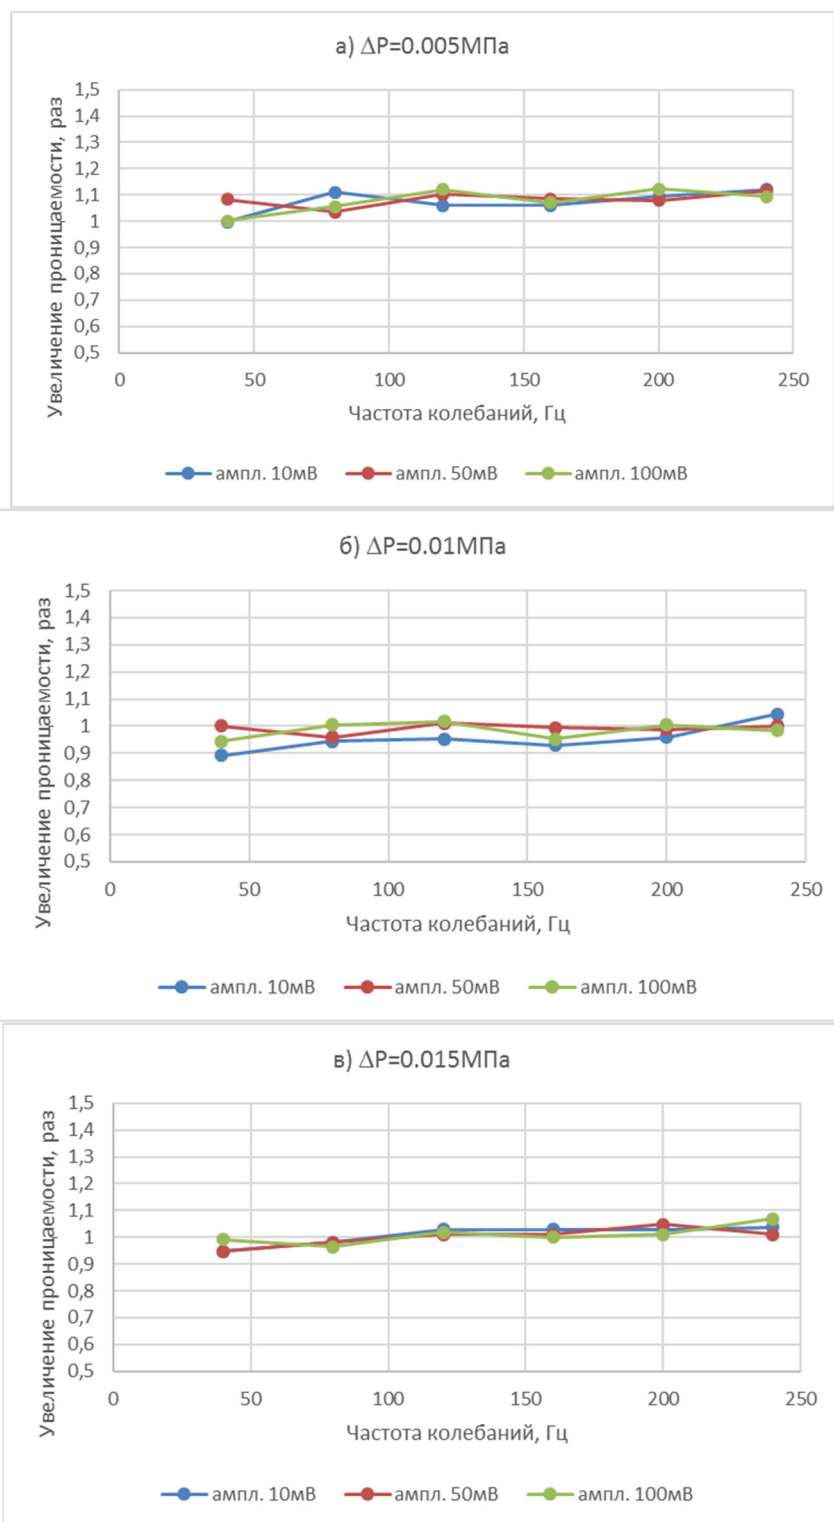 а) ΔP=0.005МПа
Увеличение проницаемости, раз
1,5
1,4
1,3
1,2
1,1
1
0,9
0,8
0,7
0,6
0,5
0 50 100 150 200 250
Частота колебаний, Гц
ампл. 10мВ ампл. 50мВ ампл. 100мВ
б) ΔP=0.01МПа
Увеличение проницаемости, раз
1,5
1,4
1,3
1,2
1,1
1
0,9
0,8
0,7
0,6
0,5
0 50 100 150 200 250
Частота колебаний, Гц
ампл. 10мВ ампл. 50мВ ампл. 100мВ
в) ΔP=0.015МПа
Увеличение проницаемости, раз
1,5
1,4
1,3
1,2
1,1
1
0,9
0,8
0,7
0,6
0,5
0 50 100 150 200 250
Частота колебаний, Гц
ампл. 10мВ ампл. 50мВ ампл. 100мВ